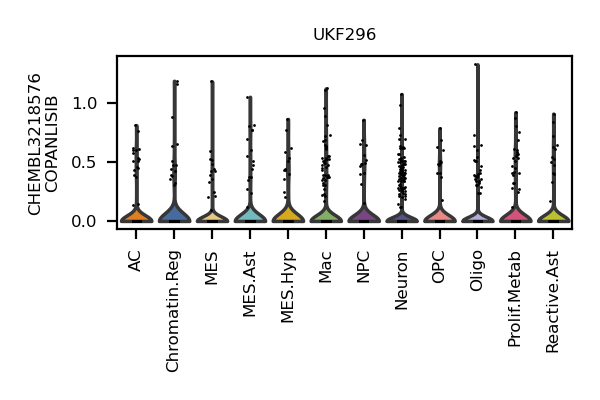 UKF296
CHEMBL3218576
COPANLISIB
1.0
0.5
0.0
AC
Chromatin.Reg
MES
MES.Ast
MES.Hyp
Mac
NPC
Neuron
OPC
Oligo
Prolif.Metab
Reactive.Ast